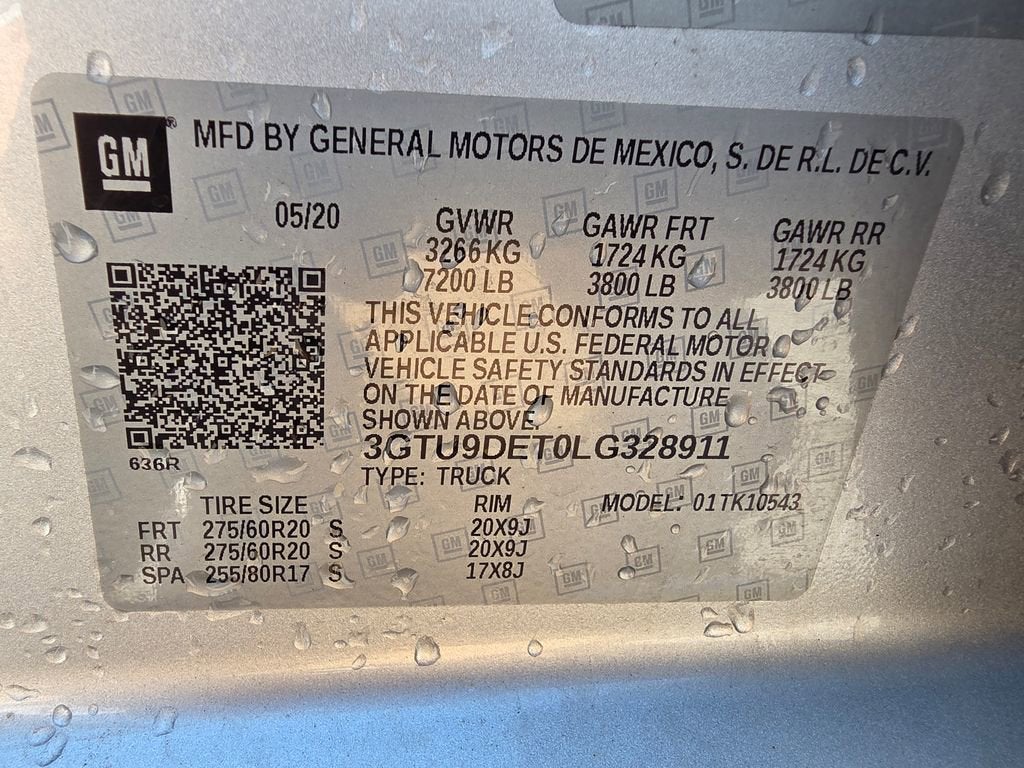 GM® MFD BY GENERAL MOTORS DE MEXICO, S. DE R.L. DE C.V.
05/20 GVWR GAWR FRT GAWR RR
3266 KG 1724 KG 1724 KG
7200 LB 3800 LB 3800 LB
THIS VEHICLE CONFORMS TO ALL
APPLICABLE U.S. FEDERAL MOTOR
VEHICLE SAFETY STANDARDS IN EFFECT
ON THE DATE OF MANUFACTURE
SHOWN ABOVE.
3GTU9DET0LG328911
636R
TYPE: TRUCK
TIRE SIZE RIM MODEL: 01TK10543
FRT 275/60R20 S 20X9J
RR 275/60R20 S 20X9J
SPA 255/80R17 S 17X8J